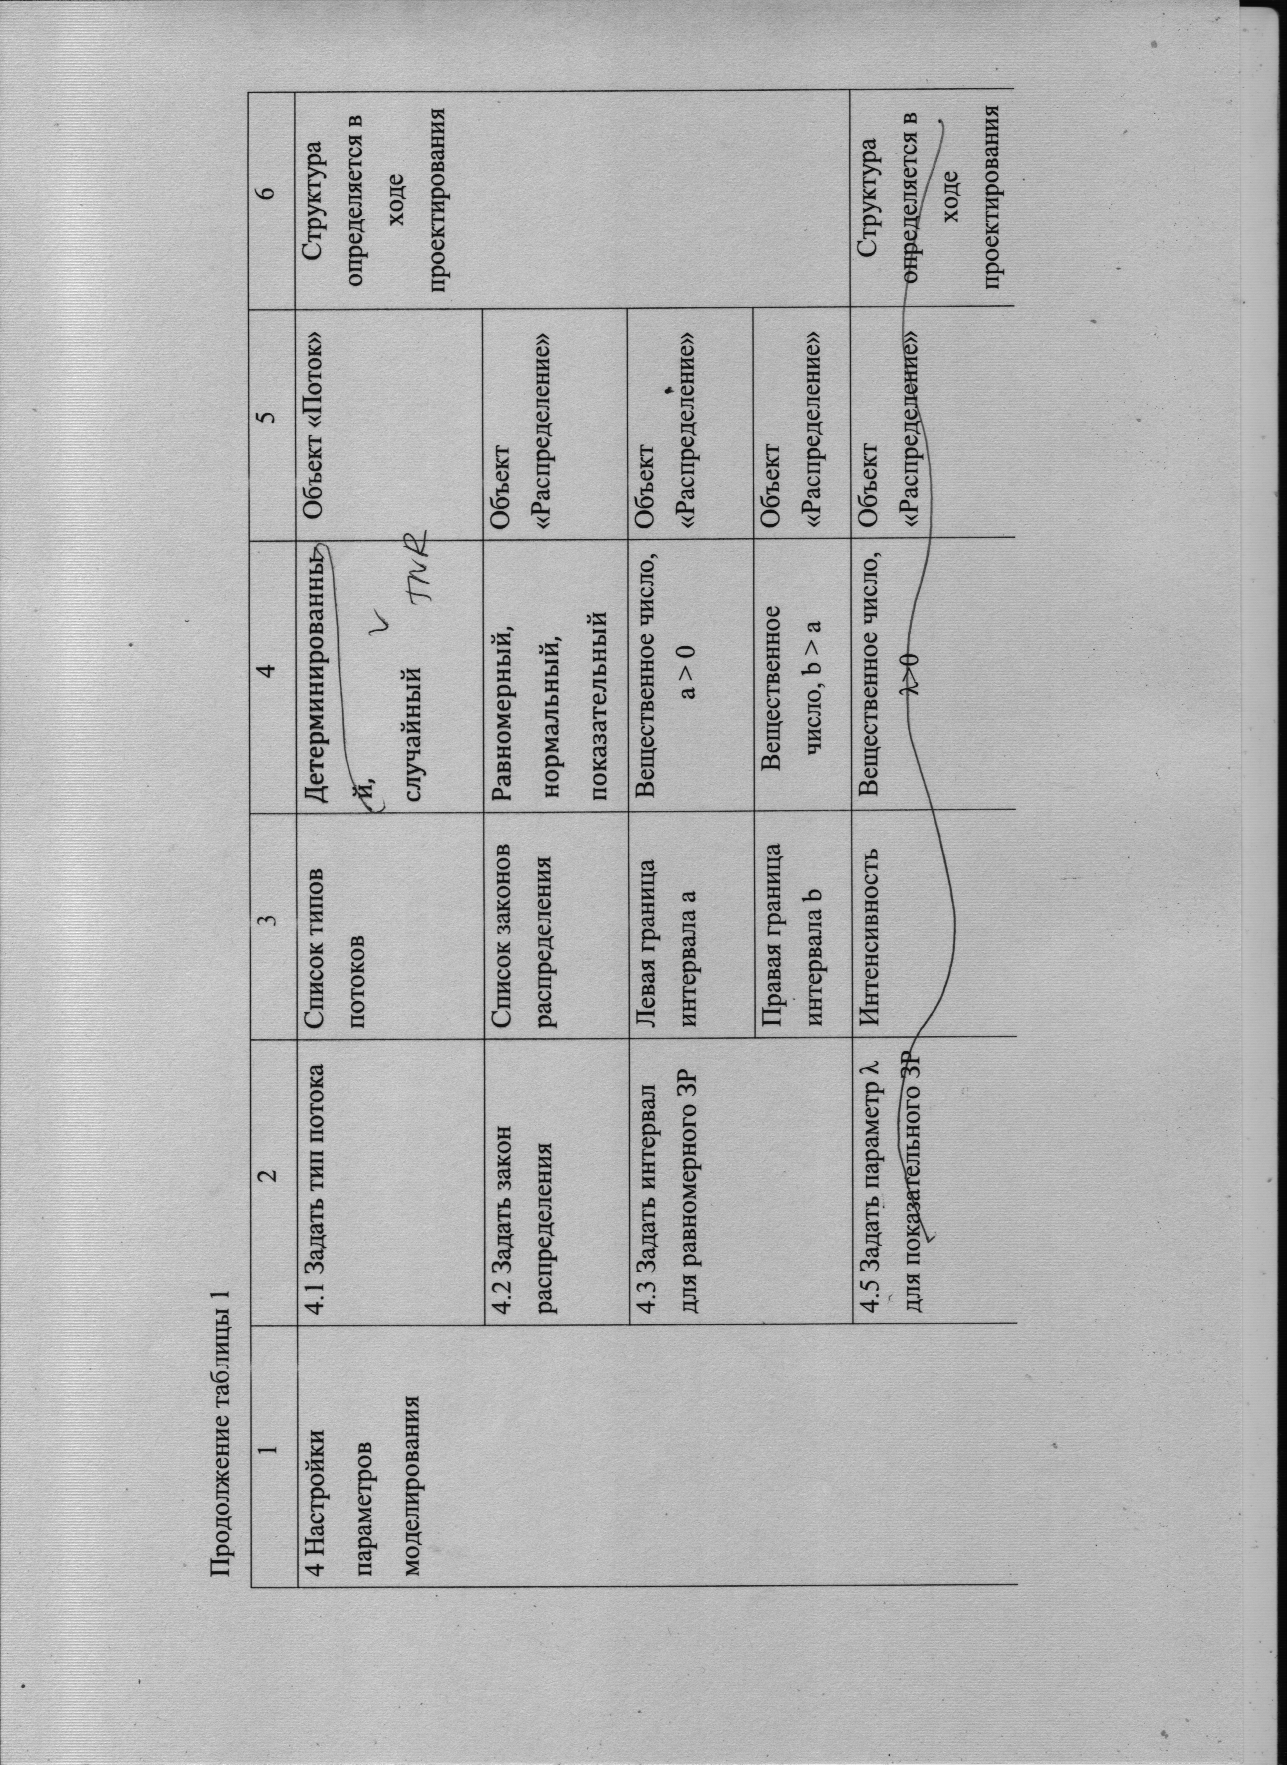 Продолжение таблицы 1
1 2 3 4 5 6
4 Настройки
параметров
моделирования
4.1 Задать тип потока
Список типов
потоков
Детерминированны
й,
случайный
TNR
Объект «Поток»
Структура
определяется в
ходе
проектирования
4.2 Задать закон
распределения
Список законов
распределения
Равномерный,
нормальный,
показательный
Объект
«Распределение»
4.3 Задать интервал
для равномерного ЗР
Левая граница
интервала a
Вещественное число,
a > 0
Объект
«Распределение»
Правая граница
интервала b
Вещественное
число, b > a
Объект
«Распределение»
4.5 Задать параметр λ
для показательного ЗР
Интенсивность
Вещественное число,
λ>0
Объект
«Распределение»
Структура
определяется в
ходе
проектирования